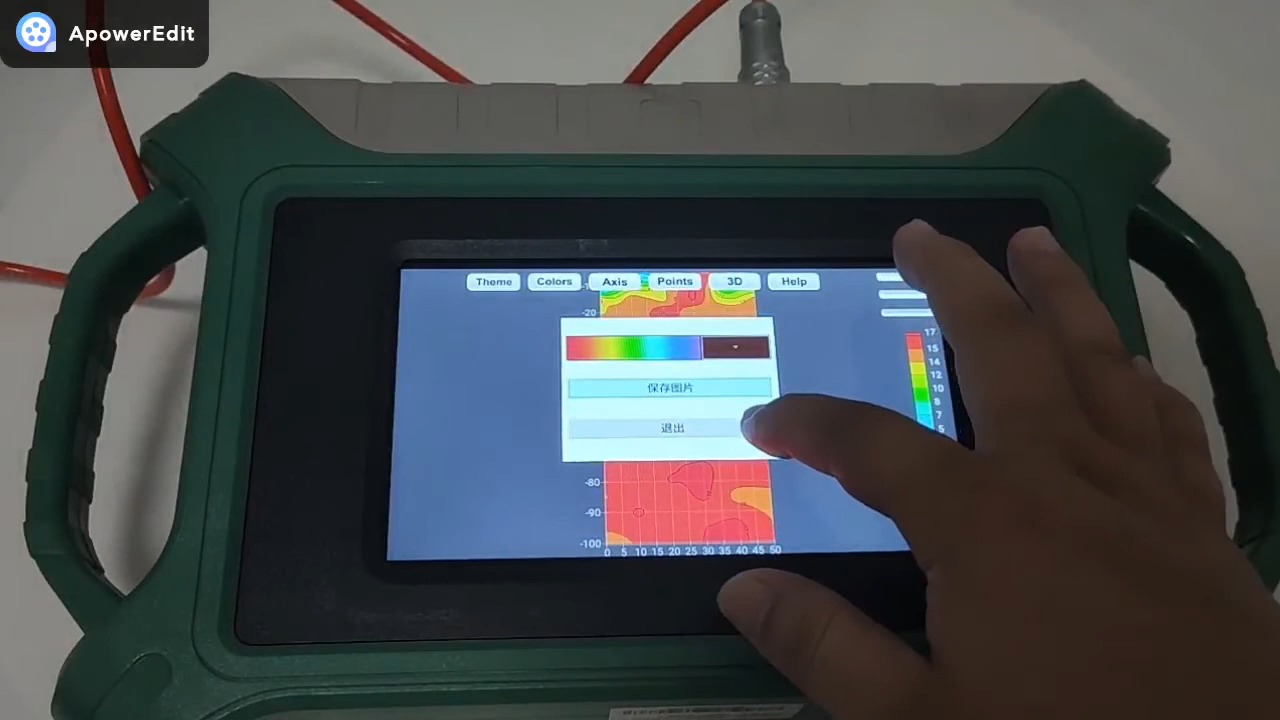 ApowerEdit
Theme Colors Axis Points 3D Help
-20
17
15
14
12
10
8
7
5
保存图片
退出
-80
-90
-100
0 5 10 15 20 25 30 35 40 45 50